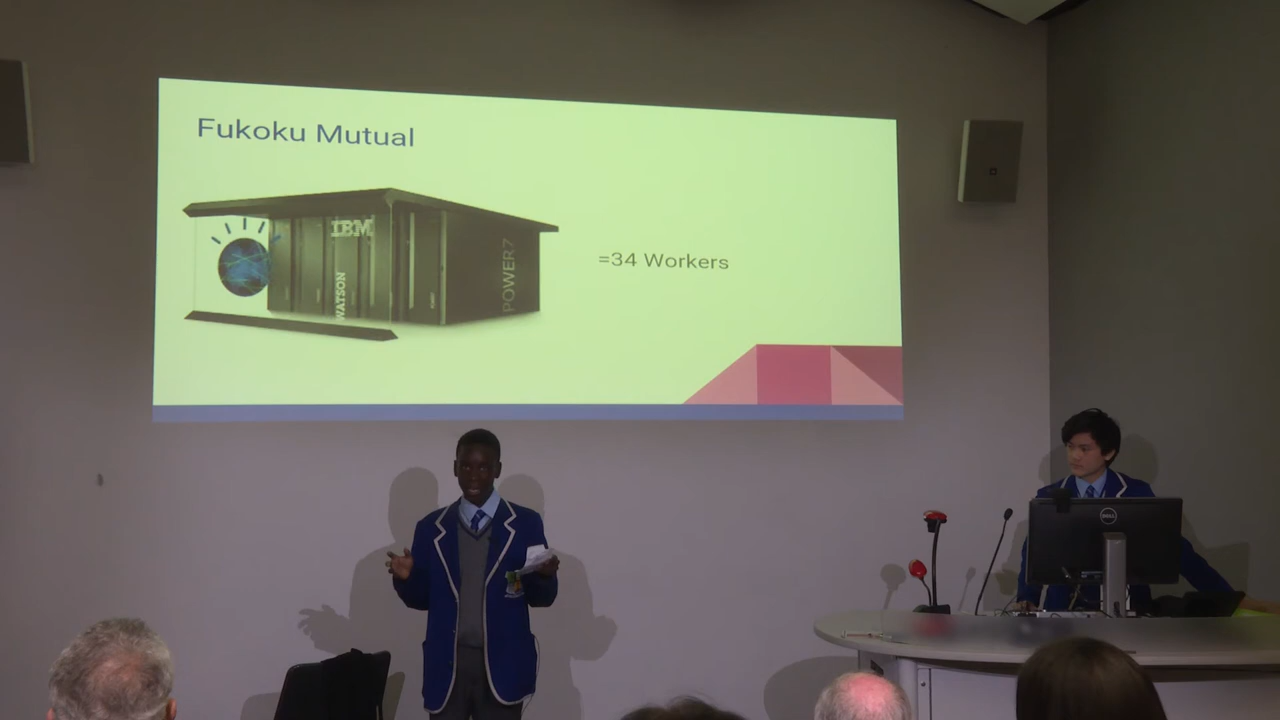 Fukoku Mutual
IBM
WATSON
POWER7
=34 Workers
DELL